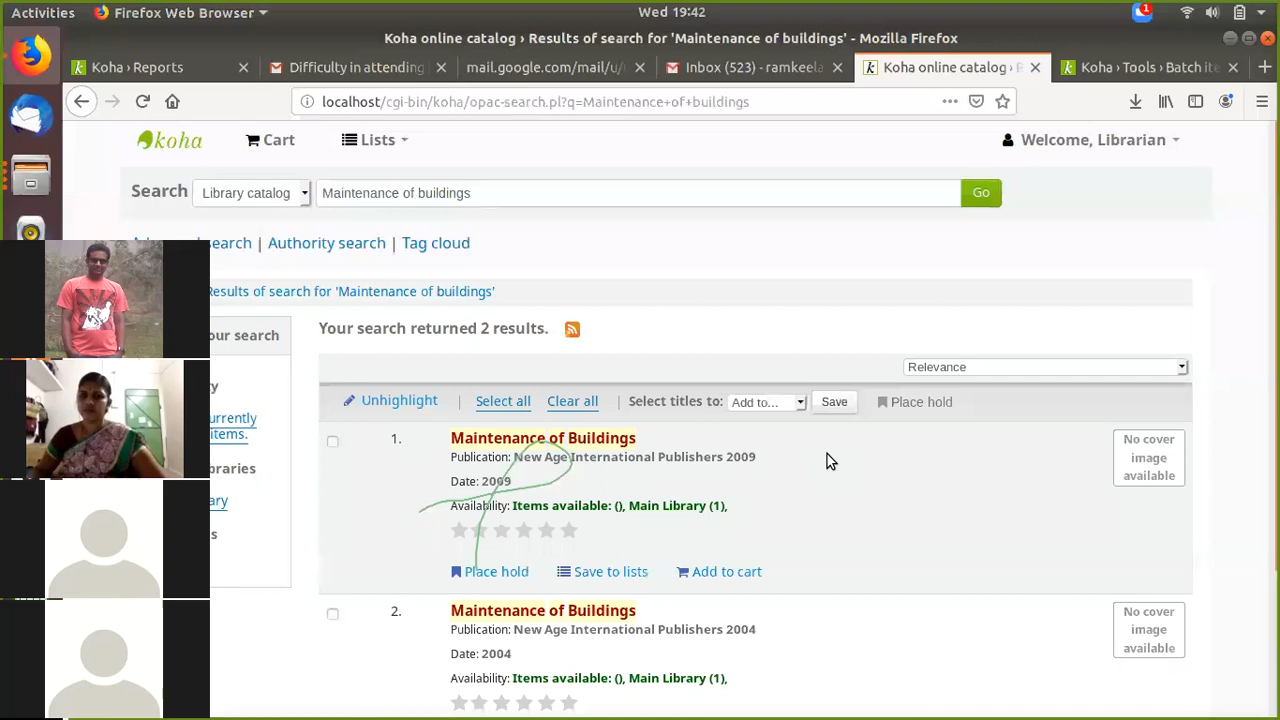 Activities Firefox Web Browser Wed 19:42 1
Koha online catalog › Results of search for 'Maintenance of buildings' - Mozilla Firefox
Koha › Reports Difficulty in attending mail.google.com/mail/u/ Inbox (523) - ramkeela Koha online catalog › Koha › Tools › Batch ite
localhost/cgi-bin/koha/opac-search.pl?q=Maintenance+of+buildings
koha Cart Lists Welcome, Librarian
Search Library catalog Maintenance of buildings Go
search | Authority search | Tag cloud
Results of search for 'Maintenance of buildings'
our search
Your search returned 2 results.
Relevance
Unhighlight | Select all Clear all | Select titles to: Add to... Save Place hold
urrently
items.
1. Maintenance of Buildings
Publication: New Age International Publishers 2009
Date: 2009
Availability: Items available: (), Main Library (1),
Place hold Save to lists Add to cart
No cover
image
available
braries
2. Maintenance of Buildings
Publication: New Age International Publishers 2004
Date: 2004
Availability: Items available: (), Main Library (1),
No cover
image
available